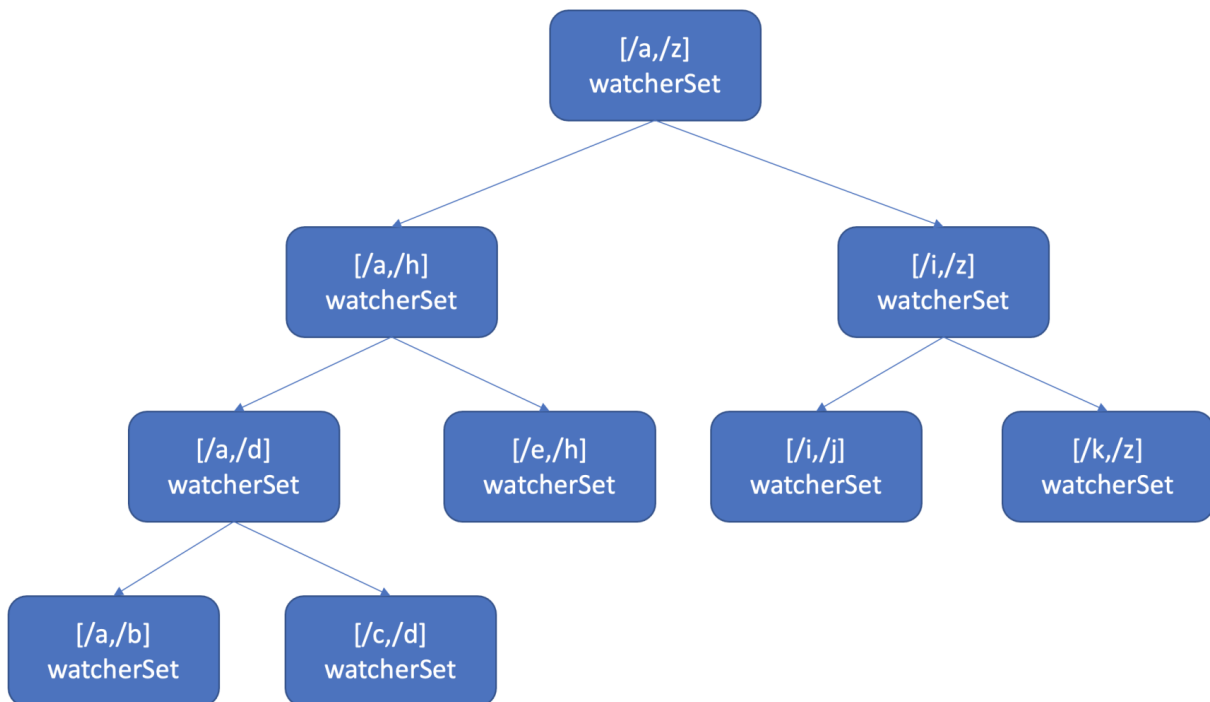 [/a,/z]
watcherSet
[/a,/h]
watcherSet
[/i,/z]
watcherSet
[/a,/d]
watcherSet
[/e,/h]
watcherSet
[/i,/j]
watcherSet
[/k,/z]
watcherSet
[/a,/b]
watcherSet
[/c,/d]
watcherSet